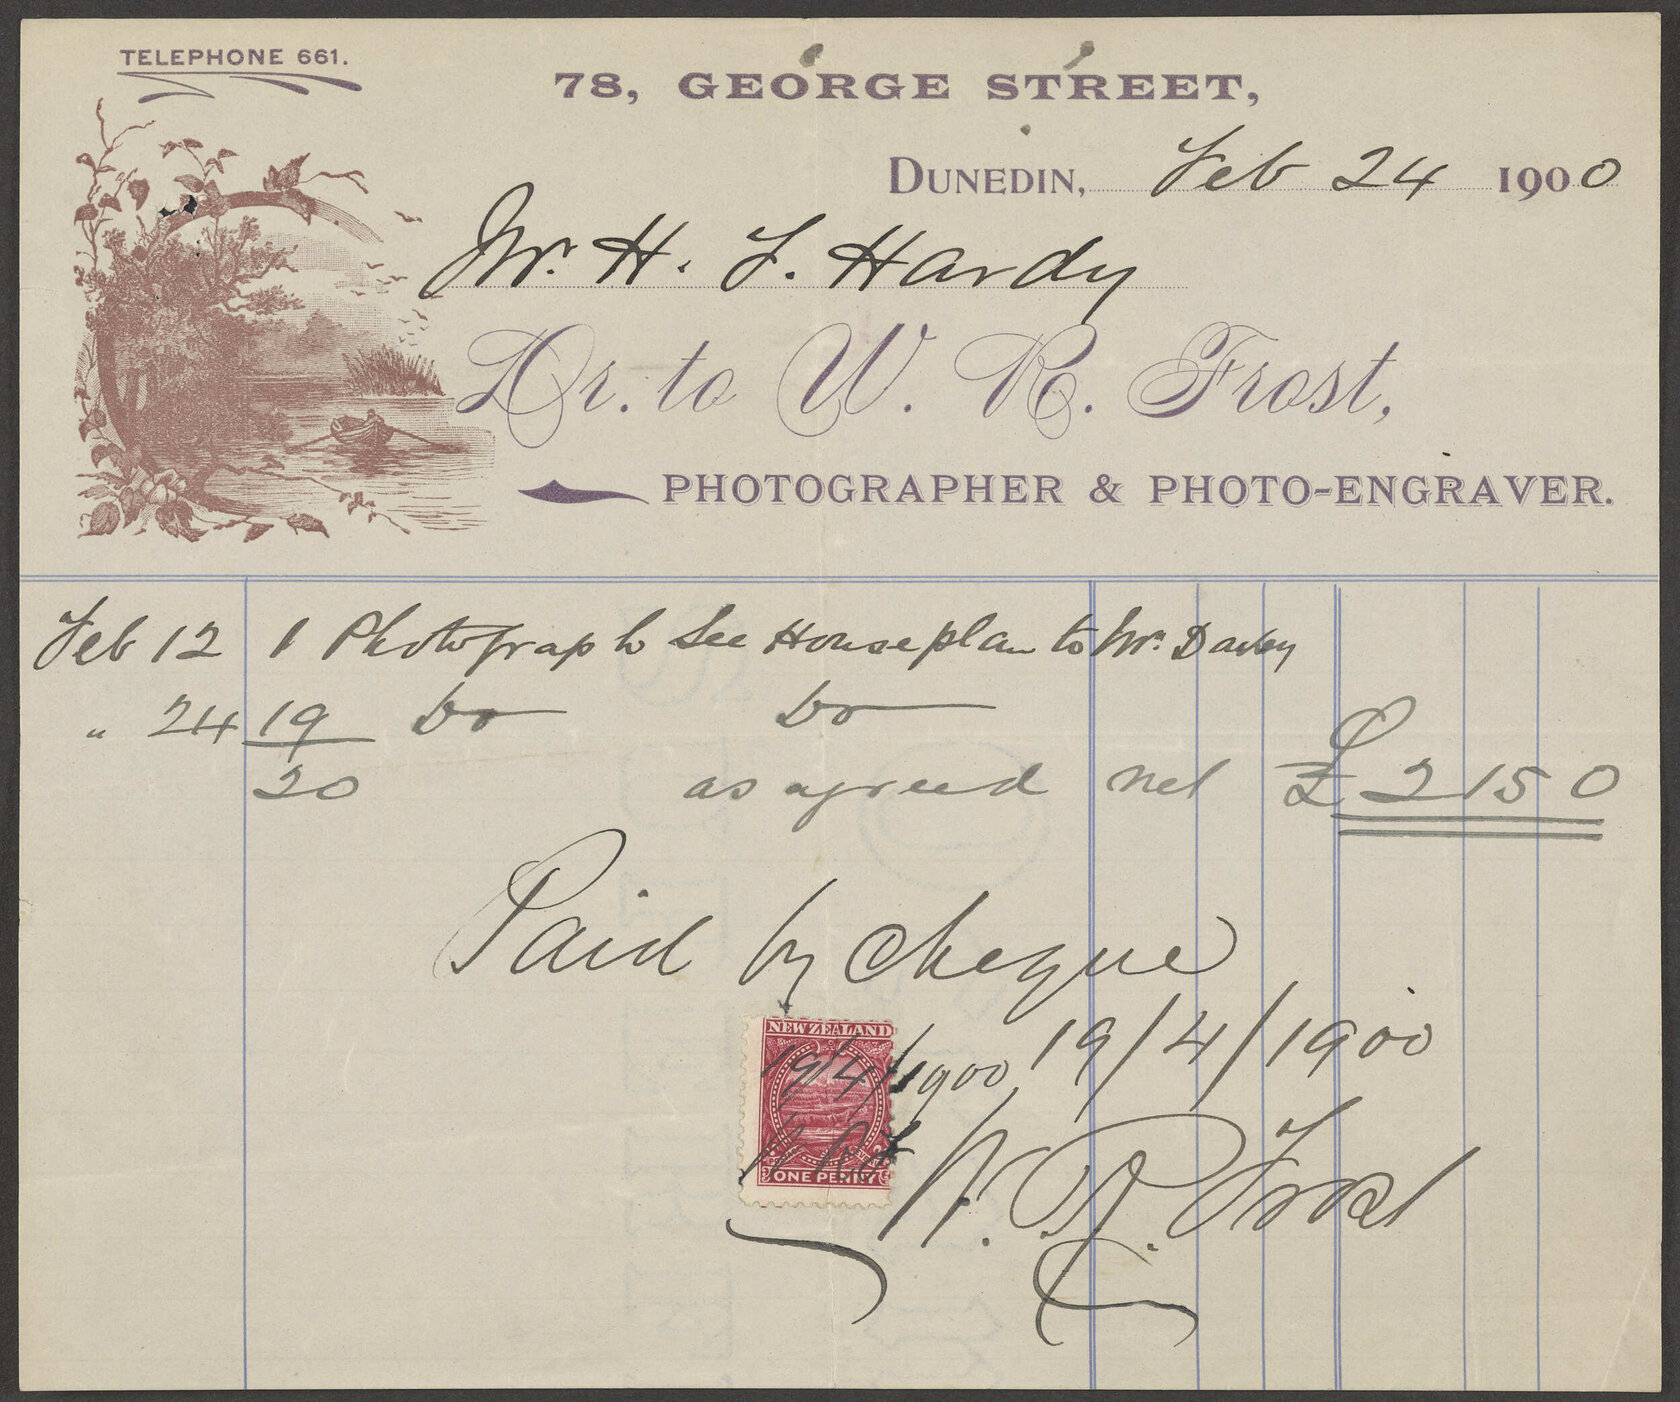 TELEPHONE 661.
78, GEORGE STREET,
DUNEDIN, Feb 24 1900
Mr. H. F. Hardy
Dr. to W. R. Frost,
PHOTOGRAPHER & PHOTO-ENGRAVER.
Feb 12 1 Photograph See House plan to Mr. Davey
" 24 19 Do Do
20 as agreed net £ 2 15 0
Paid by Cheque
19/4/1900
NEW ZEALAND
19/4/1900
W R F
ONE PENNY
W. R. Frost